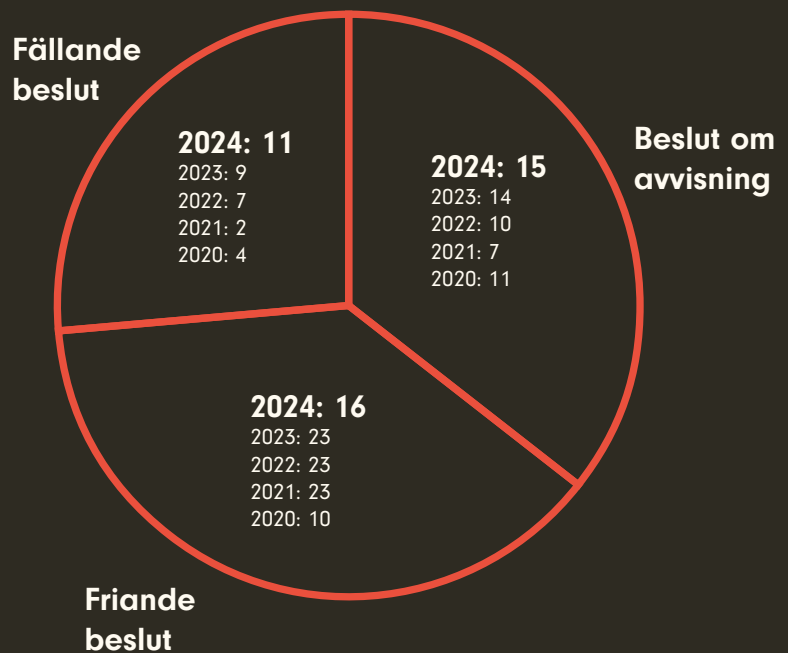 Fällande
beslut
2024: 11
2023: 9
2022: 7
2021: 2
2020: 4
Beslut om
avvisning
2024: 15
2023: 14
2022: 10
2021: 7
2020: 11
2024: 16
2023: 23
2022: 23
2021: 23
2020: 10
Friande
beslut